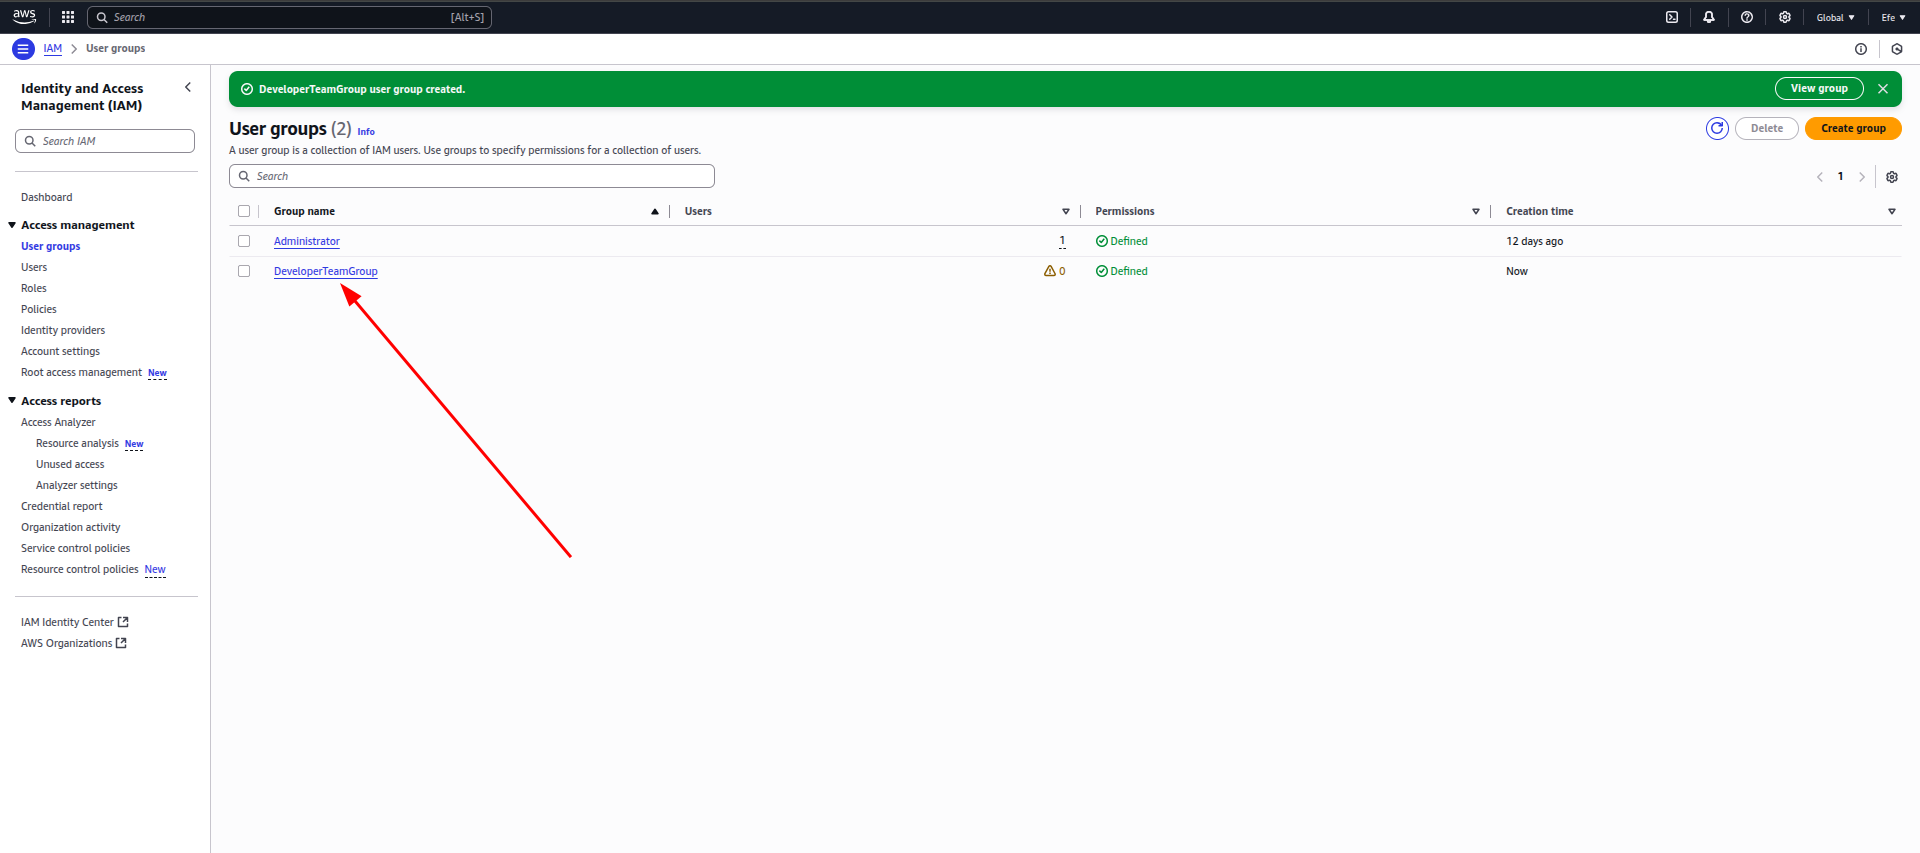 aws
Search [Alt+S]
Global
Efe
IAM > User groups
Identity and Access
Management (IAM)
Search IAM
Dashboard
Access management
User groups
Users
Roles
Policies
Identity providers
Account settings
Root access management New
Access reports
Access Analyzer
Resource analysis New
Unused access
Analyzer settings
Credential report
Organization activity
Service control policies
Resource control policies New
IAM Identity Center
AWS Organizations
DeveloperTeamGroup user group created.
View group
User groups (2) Info
Delete
Create group
A user group is a collection of IAM users. Use groups to specify permissions for a collection of users.
Search
1
Group name Users Permissions Creation time
Administrator 1 Defined 12 days ago
DeveloperTeamGroup 0 Defined Now